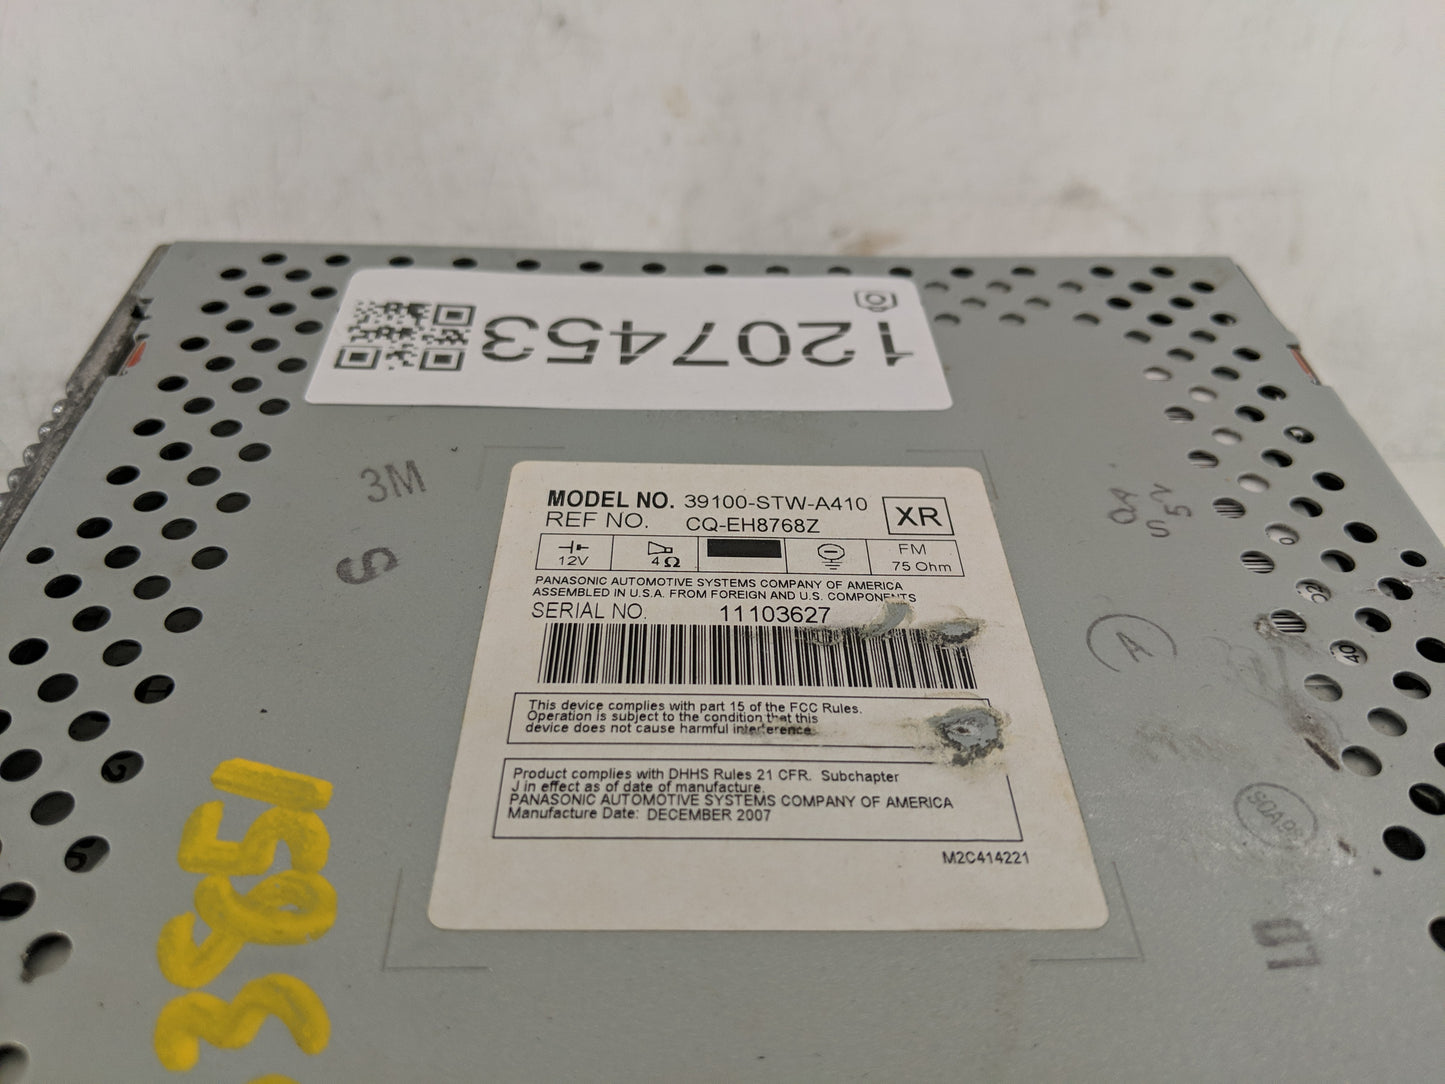 1207453
3M
S
MODEL NO. 39100-STW-A410 XR
REF NO. CQ-EH8768Z
12V 4Ω FM 75 Ohm
PANASONIC AUTOMOTIVE SYSTEMS COMPANY OF AMERICA
ASSEMBLED IN U.S.A. FROM FOREIGN AND U.S. COMPONENTS
SERIAL NO. 11103627
This device complies with part 15 of the FCC Rules.
Operation is subject to the condition that this
device does not cause harmful interference.
Product complies with DHHS Rules 21 CFR. Subchapter
J in effect as of date of manufacture.
PANASONIC AUTOMOTIVE SYSTEMS COMPANY OF AMERICA
Manufacture Date: DECEMBER 2007
M2C414221
A